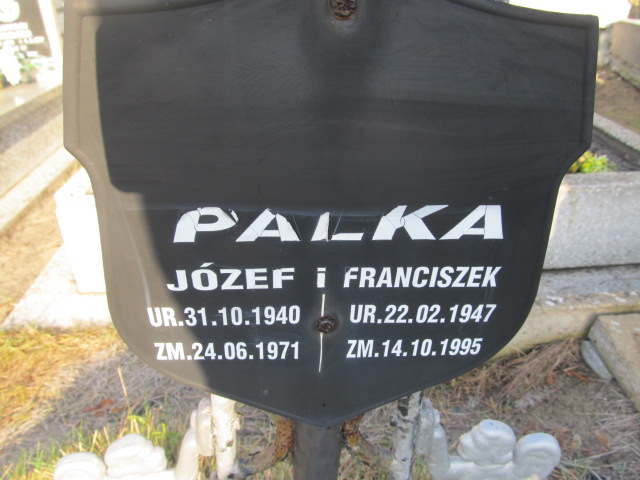 PALKA
JÓZEF i FRANCISZEK
UR.31.10.1940 UR.22.02.1947
ZM.24.06.1971 ZM.14.10.1995